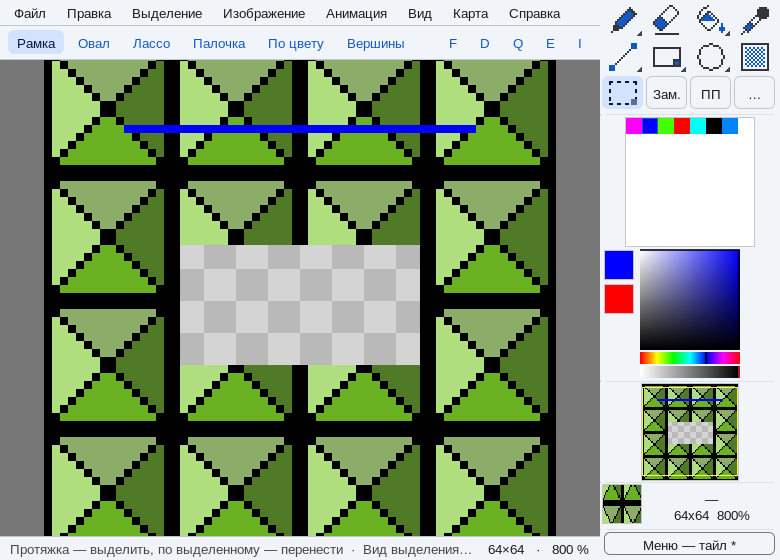 Файл Правка Выделение Изображение Анимация Вид Карта Справка
Рамка Овал Лассо Палочка По цвету Вершины F D Q E I
Зам. ПП ...
—
64x64 800%
Протяжка — выделить, по выделенному — перенести · Вид выделения… 64×64 · 800 %
Меню — тайл *